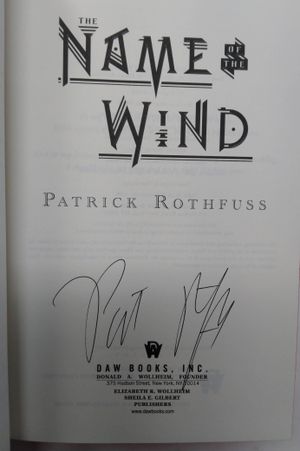 THE
NAME OF THE
WIND
PATRICK ROTHFUSS
DAW BOOKS, INC.
DONALD A. WOLLHEIM, FOUNDER
375 Hudson Street, New York, NY 10014
ELIZABETH R. WOLLHEIM
SHEILA E. GILBERT
PUBLISHERS
www.dawbooks.com